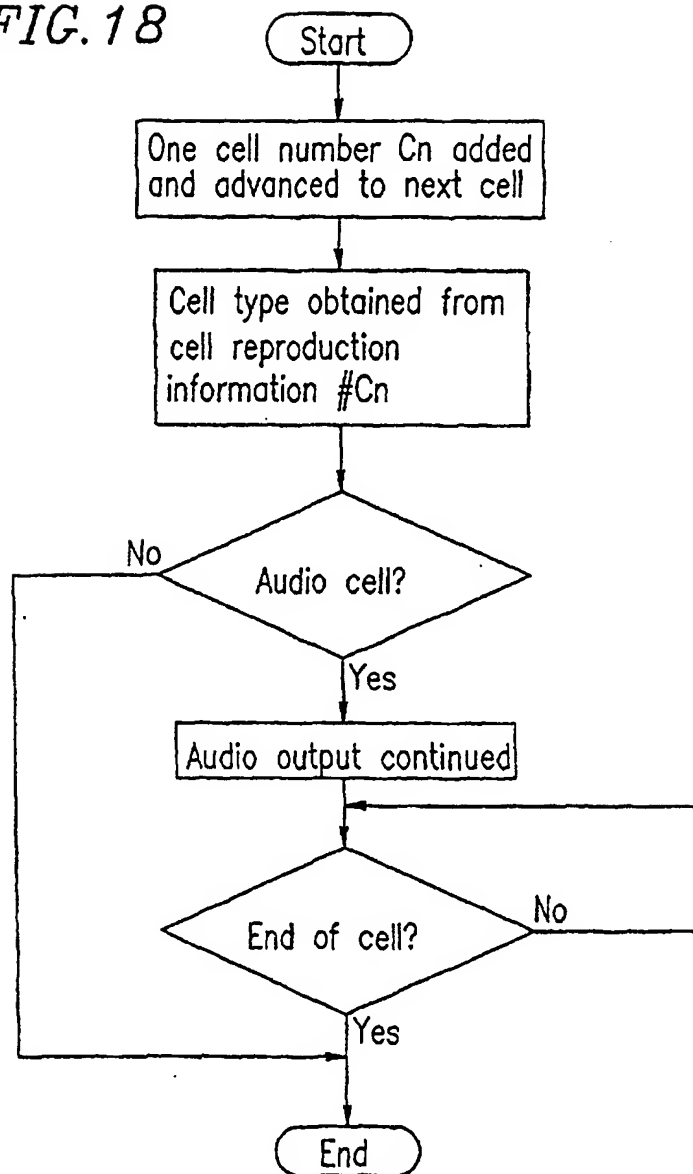 FIG.18
Start
One cell number Cn added
and advanced to next cell
Cell type obtained from
cell reproduction
information #Cn
No
Audio cell?
Yes
Audio output continued
End of cell?
No
Yes
End